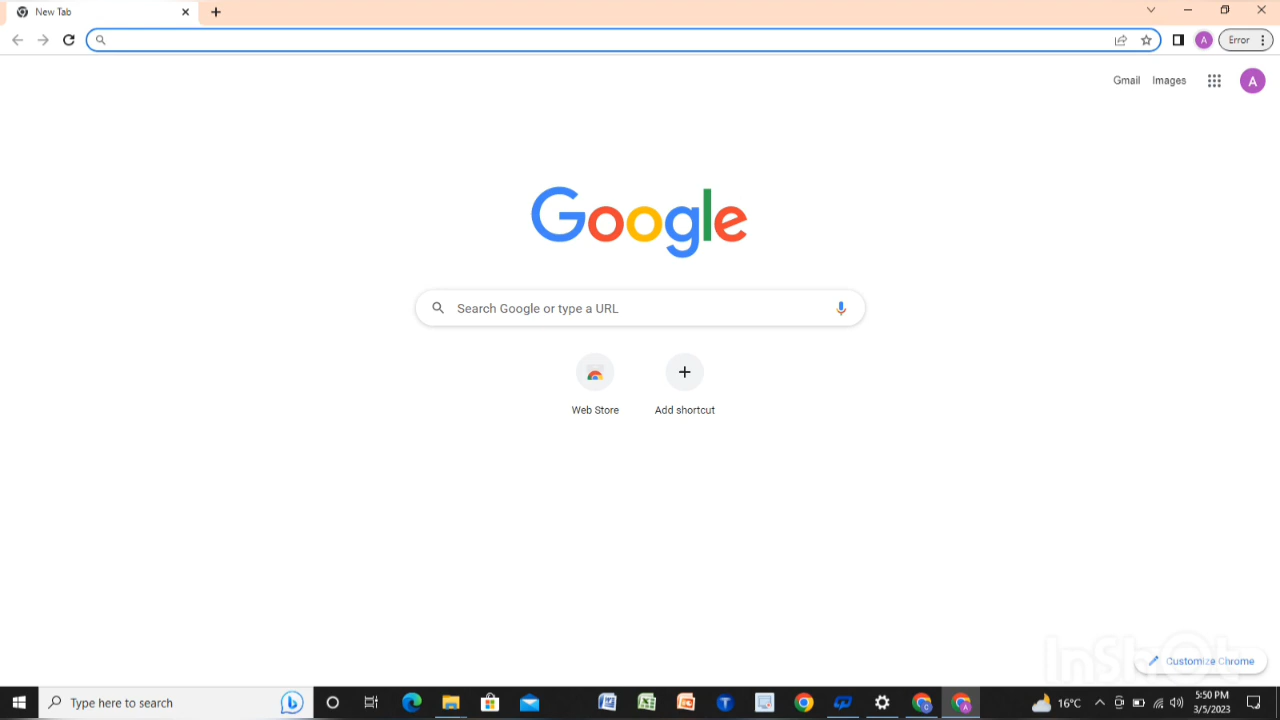 New Tab
A
Error
Gmail
Images
A
Google
Search Google or type a URL
Web Store
Add shortcut
InShOt
Customize Chrome
Type here to search
16°C
5:50 PM
3/5/2023